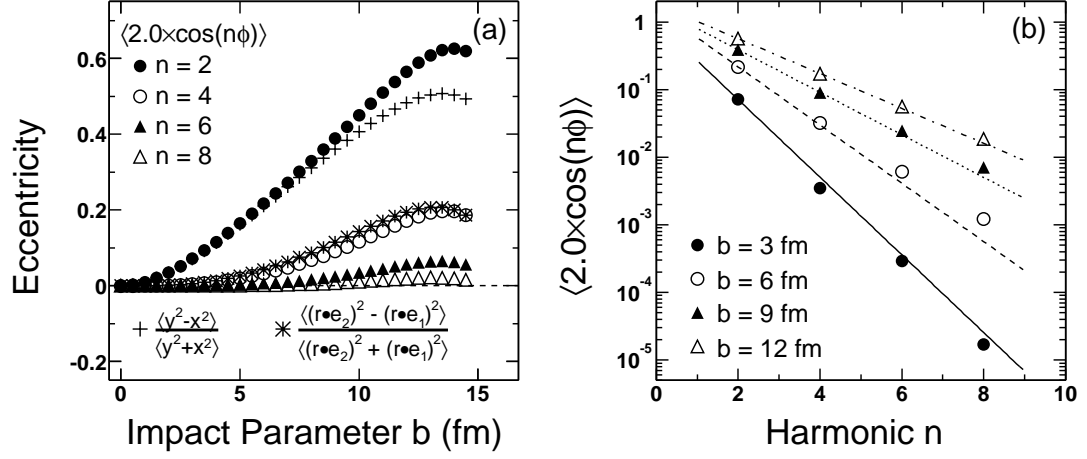 (a)
⟨2.0×cos(nϕ)⟩
n = 2
n = 4
n = 6
n = 8
0.6
0.4
0.2
0
-0.2
Eccentricity
⟨y²-x²⟩
⟨y²+x²⟩
⟨(r•e₂)² - (r•e₁)²⟩
⟨(r•e₂)² + (r•e₁)²⟩
0 5 10 15
Impact Parameter b (fm)
(b)
1
10⁻¹
10⁻²
10⁻³
10⁻⁴
10⁻⁵
⟨2.0×cos(nϕ)⟩
b = 3 fm
b = 6 fm
b = 9 fm
b = 12 fm
0 2 4 6 8 10
Harmonic n